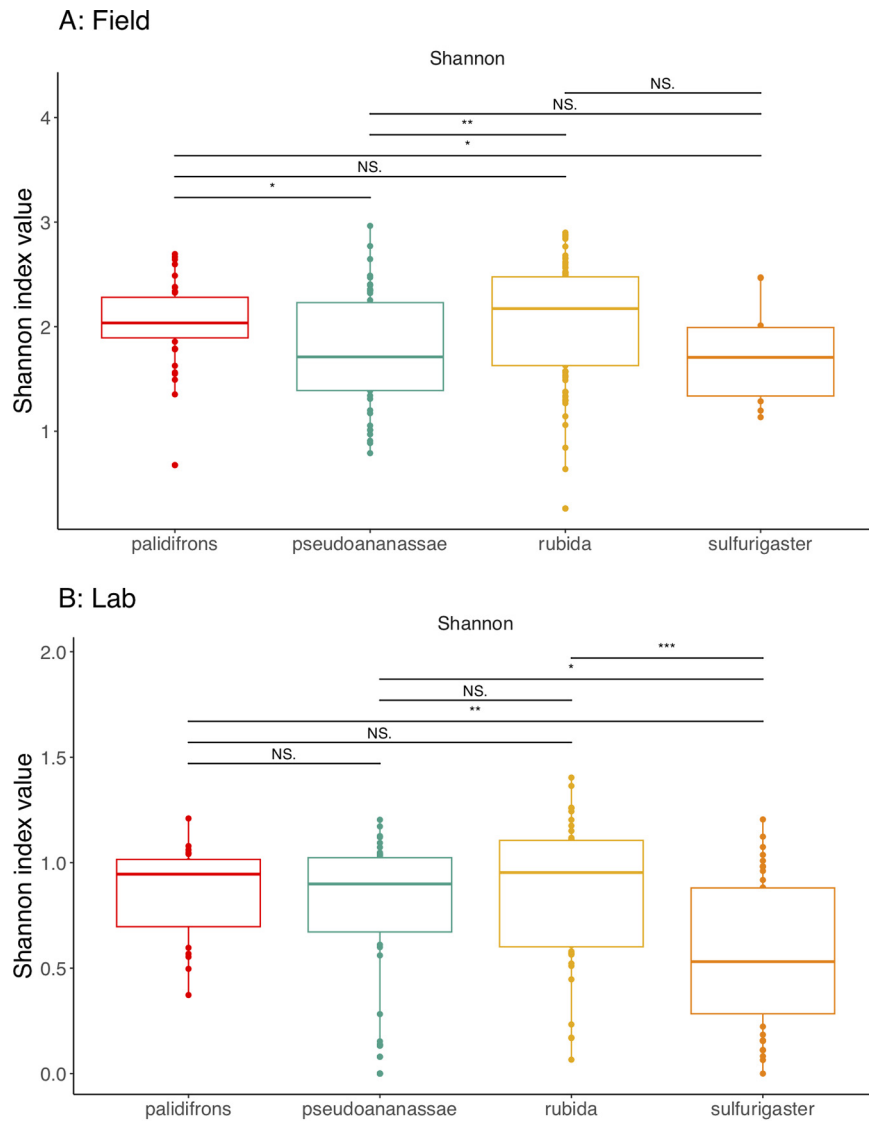 A: Field
Shannon
NS.
NS.
**
*
NS.
*
Shannon index value
4
3
2
1
palidifrons pseudoananassae rubida sulfurigaster
B: Lab
Shannon
***
*
NS.
**
NS.
NS.
Shannon index value
2.0
1.5
1.0
0.5
0.0
palidifrons pseudoananassae rubida sulfurigaster